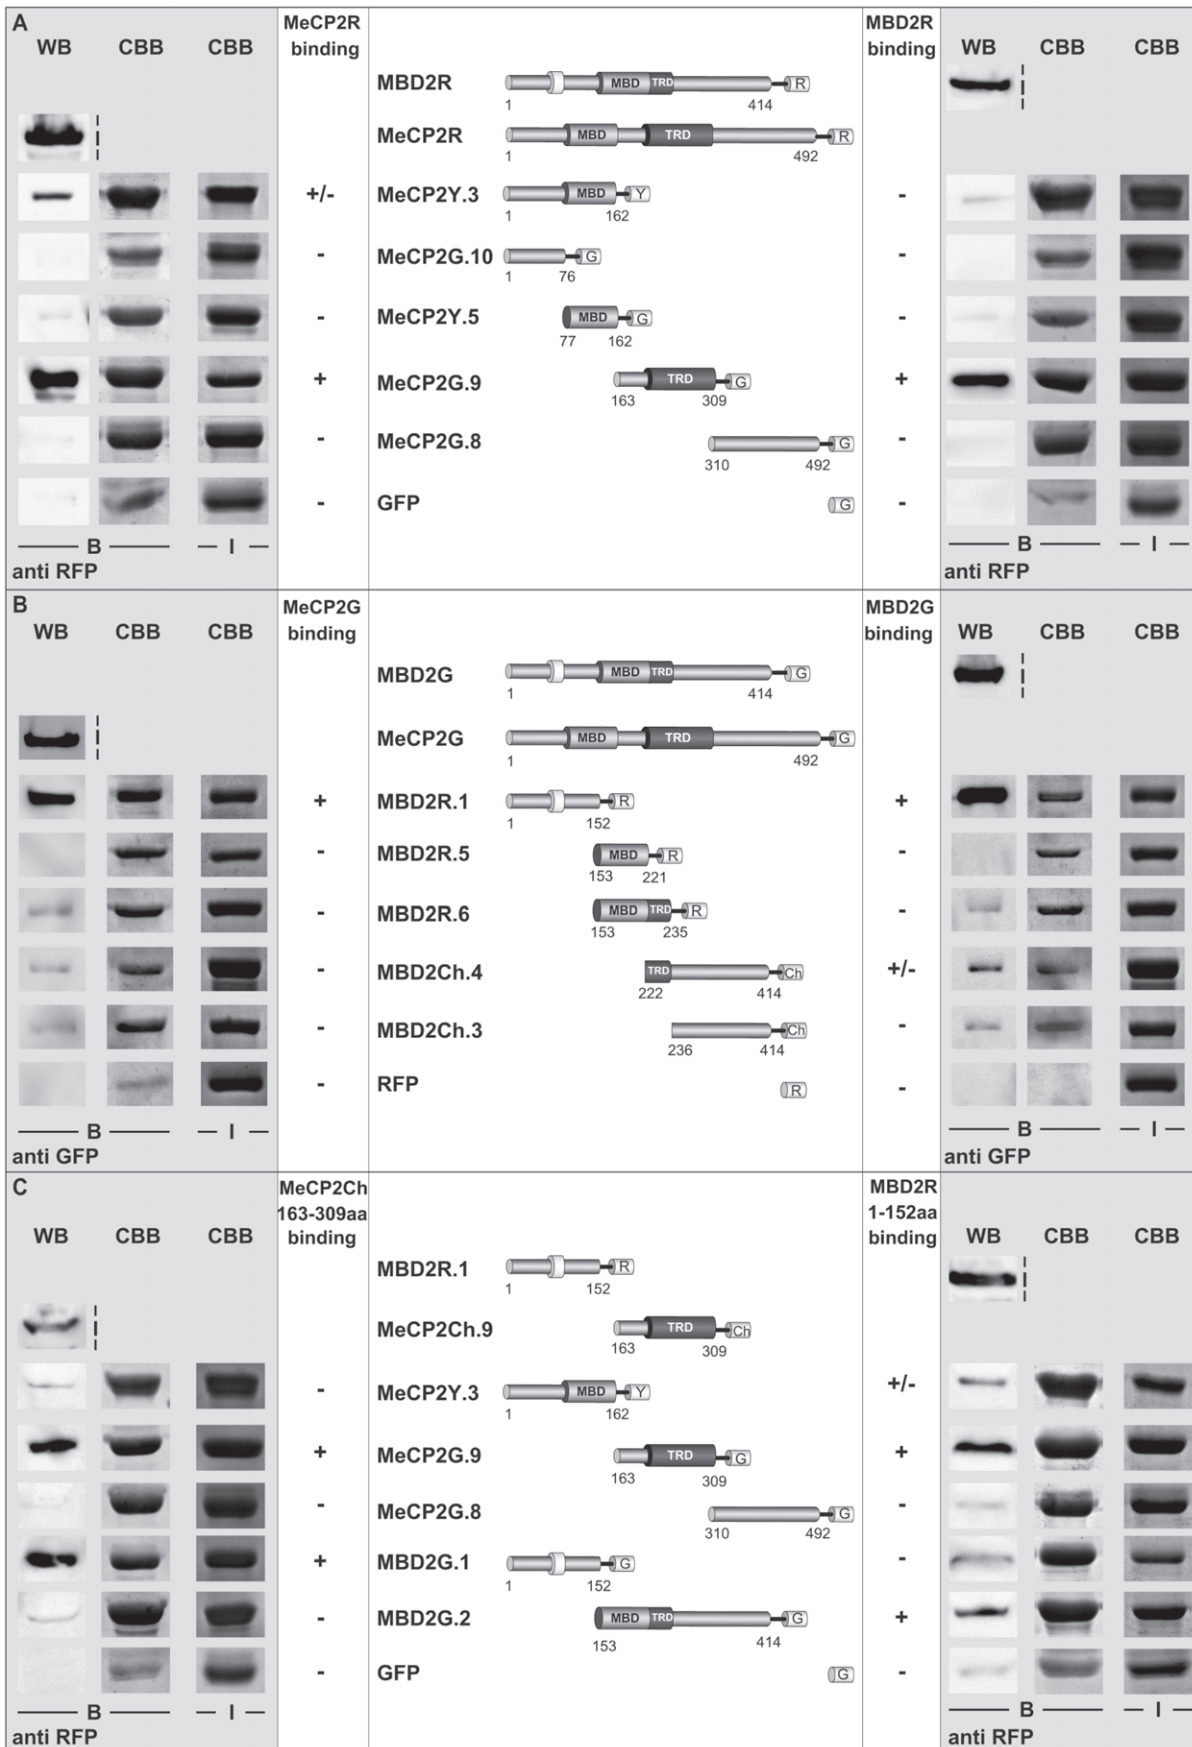 A
WB CBB CBB
MeCP2R
binding
MBD2R
binding
WB CBB CBB
MBD2R MBD TRD R
1 414
MeCP2R MBD TRD R
1 492
+/- MeCP2Y.3 MBD Y -
1 162
- MeCP2G.10 G -
1 76
- MeCP2Y.5 MBD G -
77 162
+ MeCP2G.9 TRD G +
163 309
- MeCP2G.8 G -
310 492
- GFP G -
B I
anti RFP
B I
anti RFP
B
WB CBB CBB
MeCP2G
binding
MBD2G
binding
WB CBB CBB
MBD2G MBD TRD G
1 414
MeCP2G MBD TRD G
1 492
+ MBD2R.1 R +
1 152
- MBD2R.5 MBD R -
153 221
- MBD2R.6 MBD TRD R -
153 235
- MBD2Ch.4 TRD Ch +/-
222 414
- MBD2Ch.3 Ch -
236 414
- RFP R -
B I
anti GFP
B I
anti GFP
C
WB CBB CBB
MeCP2Ch
163-309aa
binding
MBD2R
1-152aa
binding
WB CBB CBB
MBD2R.1 R
1 152
MeCP2Ch.9 TRD Ch
163 309
- MeCP2Y.3 MBD Y +/-
1 162
+ MeCP2G.9 TRD G +
163 309
- MeCP2G.8 G -
310 492
+ MBD2G.1 G -
1 152
- MBD2G.2 MBD TRD G +
153 414
- GFP G -
B I
anti RFP
B I
anti RFP